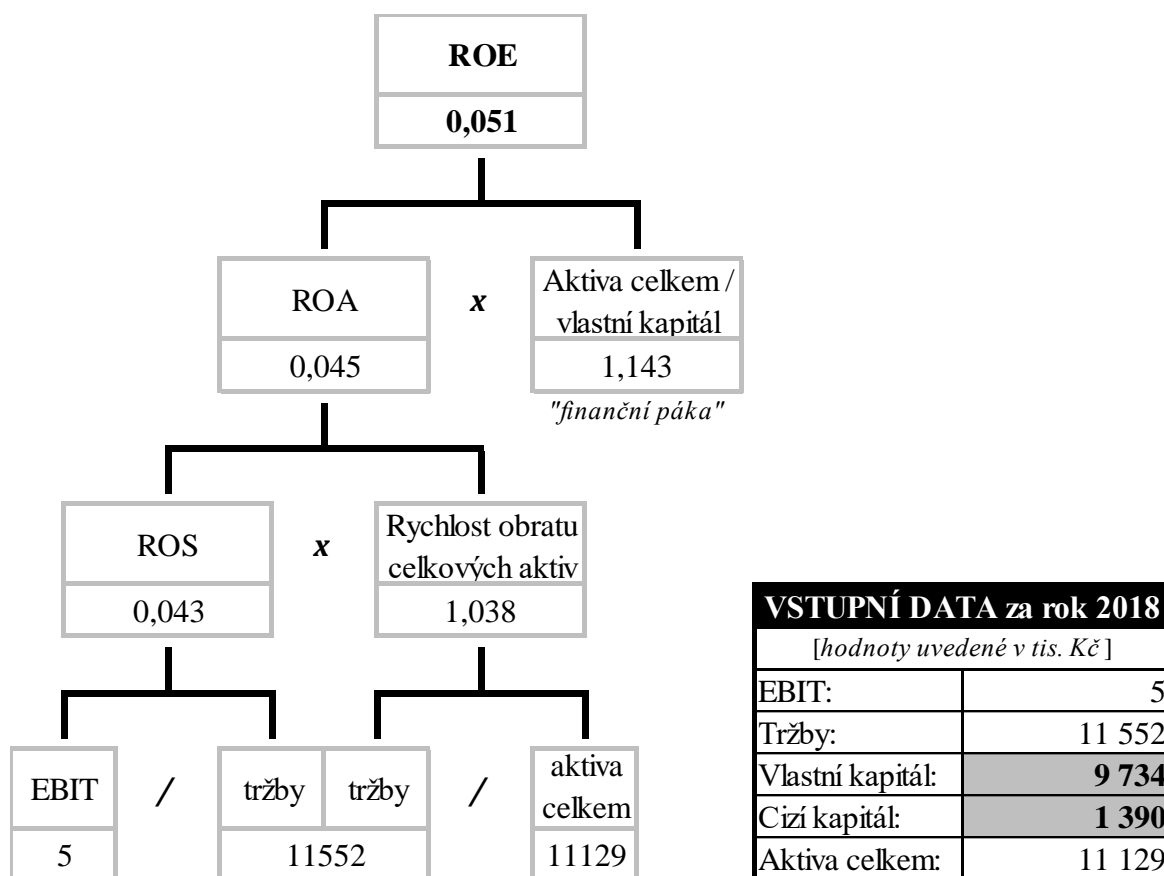 ROE
0,051
ROA
x
Aktiva celkem /
vlastní kapitál
0,045
1,143
"finanční páka"
ROS
x
Rychlost obratu
celkových aktiv
0,043
1,038
EBIT
/
tržby
tržby
/
aktiva
celkem
5
11552
11129
VSTUPNÍ DATA za rok 2018
[hodnoty uvedené v tis. Kč ]
EBIT: 5
Tržby: 11 552
Vlastní kapitál: 9 734
Cizí kapitál: 1 390
Aktiva celkem: 11 129